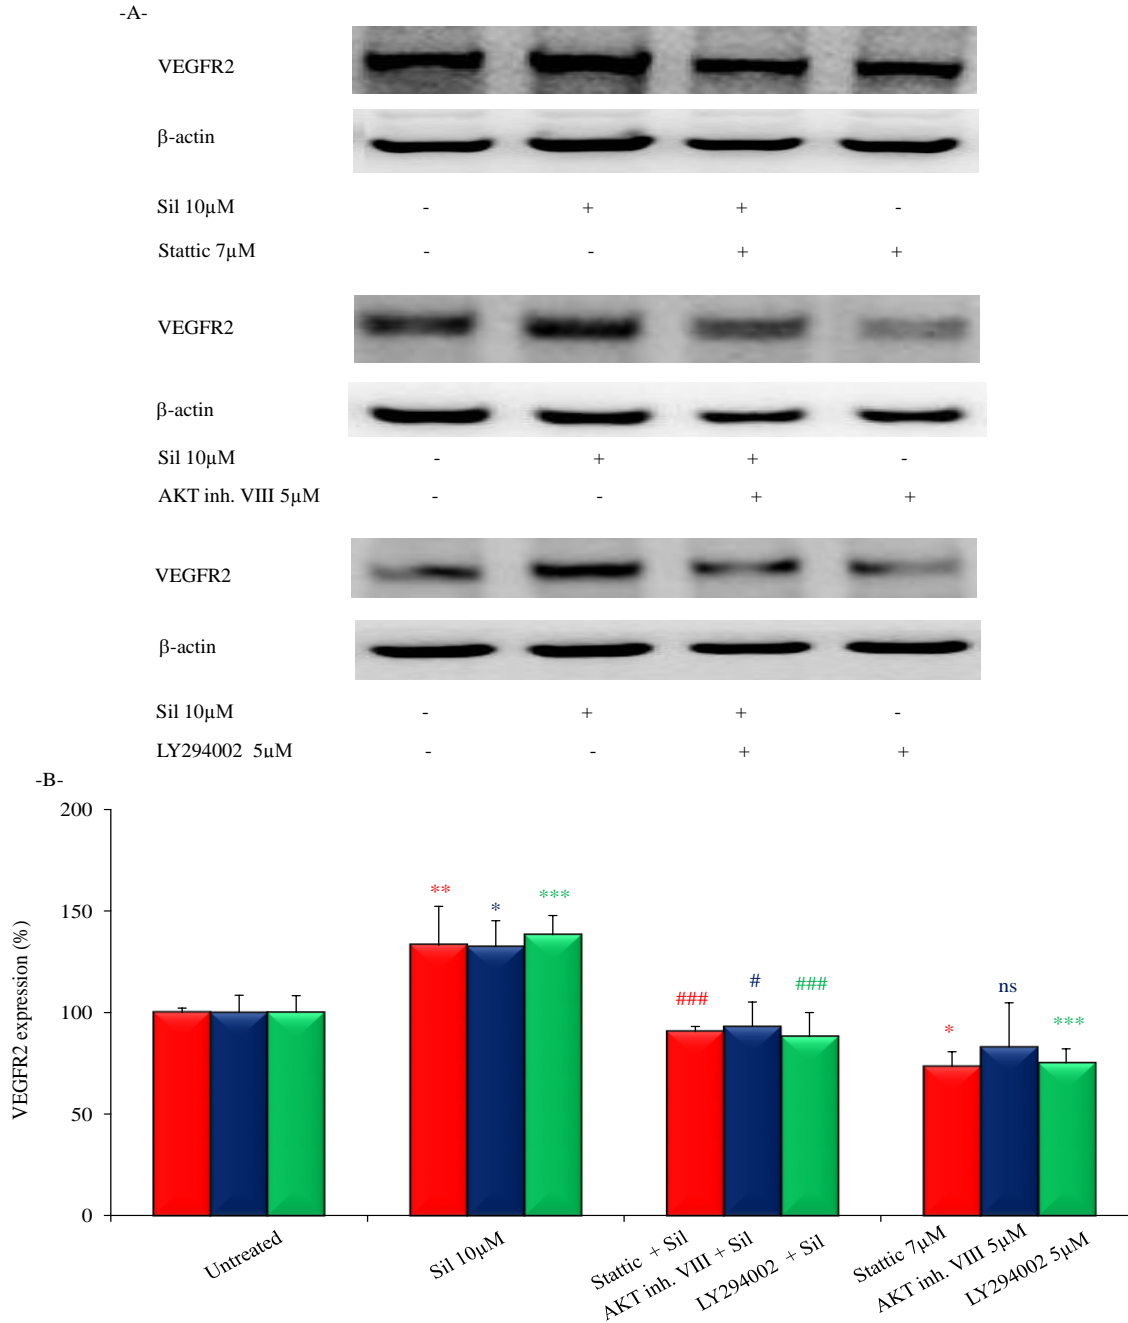 -A-
VEGFR2
β-actin
Sil 10µM - + + -
Stattic 7µM - - + +
VEGFR2
β-actin
Sil 10µM - + + -
AKT inh. VIII 5µM - - + +
VEGFR2
β-actin
Sil 10µM - + + -
LY294002 5µM - - + +
-B-
VEGFR2 expression (%)
200
150
100
50
0
** * ***
### # ###
* ns ***
Untreated
Sil 10µM
Stattic + Sil
AKT inh. VIII + Sil
LY294002 + Sil
Stattic 7µM
AKT inh. VIII 5µM
LY294002 5µM